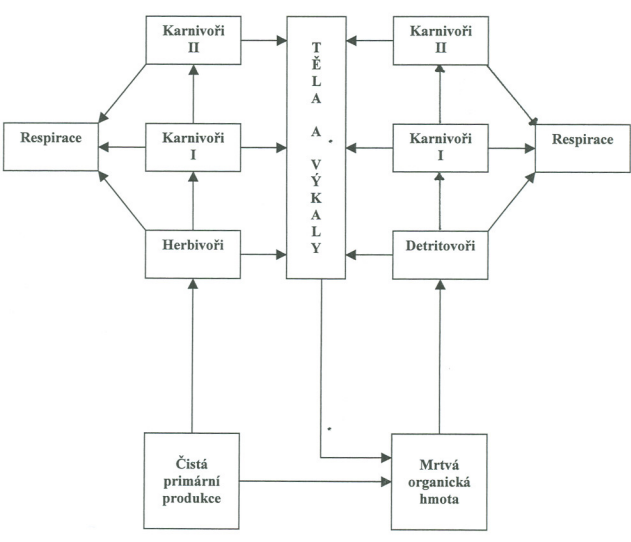 Karnivoři
II
T
Ě
L
A
A
V
Ý
K
A
L
Y
Karnivoři
II
Respirace
Karnivoři
I
Karnivoři
I
Respirace
Herbivoři
Detritovoři
Čistá
primární
produkce
Mrtvá
organická
hmota